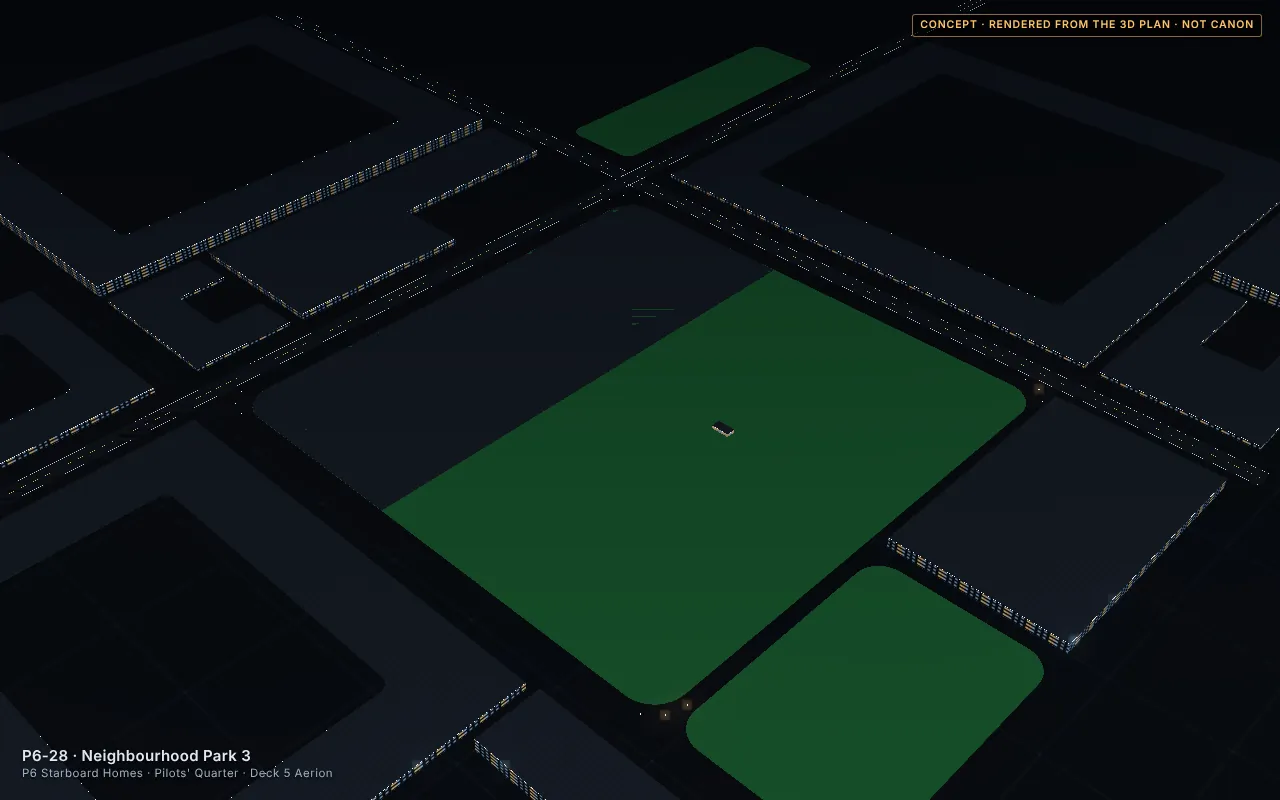 CONCEPT · RENDERED FROM THE 3D PLAN · NOT CANON
P6-28 · Neighbourhood Park 3
P6 Starboard Homes · Pilots' Quarter · Deck 5 Aerion